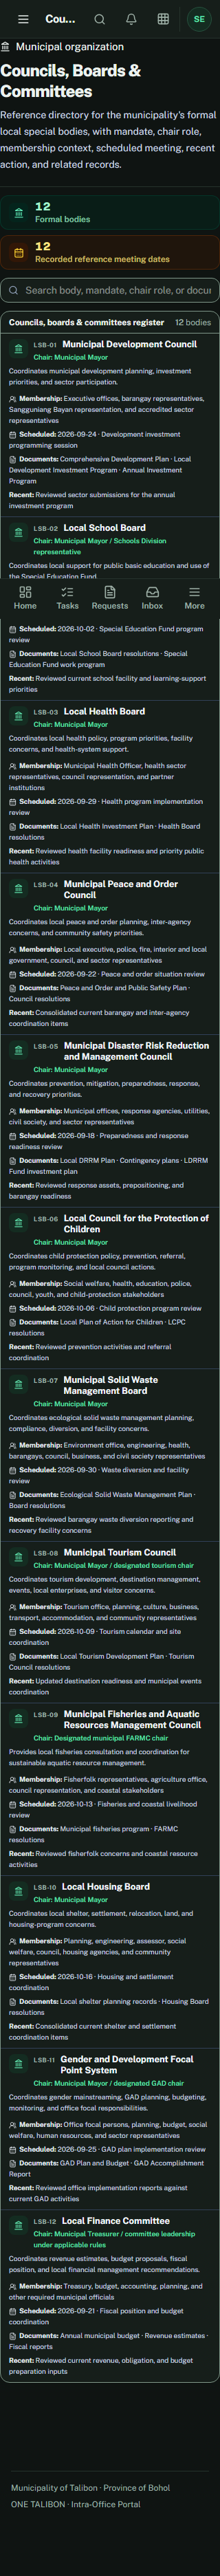 Cou...
SE
Municipal organization
Councils, Boards &
Committees
Reference directory for the municipality's formal
local special bodies, with mandate, chair role,
membership context, scheduled meeting, recent
action, and related records.
12
Formal bodies
12
Recorded reference meeting dates
Search body, mandate, chair role, or docu
Councils, boards & committees register 12 bodies
LSB-01 Municipal Development Council
Chair: Municipal Mayor
Coordinates municipal development planning, investment
priorities, and sector participation.
Membership: Executive offices, barangay representatives,
Sangguniang Bayan representation, and accredited sector
representatives
Scheduled: 2026-09-24 · Development investment
programming session
Documents: Comprehensive Development Plan · Local
Development Investment Program · Annual Investment
Program
Recent: Reviewed sector submissions for the annual
investment program
LSB-02 Local School Board
Chair: Municipal Mayor / Schools Division
representative
Coordinates local support for public basic education and use of
the Special Education Fund.
Home Tasks Requests Inbox More
Scheduled: 2026-10-02 · Special Education Fund program
review
Documents: Local School Board resolutions · Special
Education Fund work program
Recent: Reviewed current school facility and learning-support
priorities
LSB-03 Local Health Board
Chair: Municipal Mayor
Coordinates local health policy, program priorities, facility
concerns, and health-system support.
Membership: Municipal Health Officer, health sector
representatives, council representation, and partner
institutions
Scheduled: 2026-09-29 · Health program implementation
review
Documents: Local Health Investment Plan · Health Board
resolutions
Recent: Reviewed health facility readiness and priority public
health activities
LSB-04 Municipal Peace and Order
Council
Chair: Municipal Mayor
Coordinates local peace and order planning, inter-agency
concerns, and community safety priorities.
Membership: Local executive, police, fire, interior and local
government, council, and sector representatives
Scheduled: 2026-09-22 · Peace and order situation review
Documents: Peace and Order and Public Safety Plan ·
Council resolutions
Recent: Consolidated current barangay and inter-agency
coordination items
LSB-05 Municipal Disaster Risk Reduction
and Management Council
Chair: Municipal Mayor
Coordinates prevention, mitigation, preparedness, response,
and recovery priorities.
Membership: Municipal offices, response agencies, utilities,
civil society, and sector representatives
Scheduled: 2026-09-18 · Preparedness and response
readiness review
Documents: Local DRRM Plan · Contingency plans · LDRRM
Fund investment plan
Recent: Reviewed response assets, prepositioning, and
barangay readiness
LSB-06 Local Council for the Protection of
Children
Chair: Municipal Mayor
Coordinates child protection policy, prevention, referral,
program monitoring, and local council actions.
Membership: Social welfare, health, education, police,
council, youth, and child-protection stakeholders
Scheduled: 2026-10-06 · Child protection program review
Documents: Local Plan of Action for Children · LCPC
resolutions
Recent: Reviewed prevention activities and referral
coordination
LSB-07 Municipal Solid Waste
Management Board
Chair: Municipal Mayor
Coordinates ecological solid waste management planning,
compliance, diversion, and facility concerns.
Membership: Environment office, engineering, health,
barangays, council, business, and civil society representatives
Scheduled: 2026-09-30 · Waste diversion and facility
review
Documents: Ecological Solid Waste Management Plan ·
Board resolutions
Recent: Reviewed barangay waste diversion reporting and
recovery facility concerns
LSB-08 Municipal Tourism Council
Chair: Municipal Mayor / designated tourism chair
Coordinates tourism development, destination management,
events, local enterprises, and visitor concerns.
Membership: Tourism office, planning, culture, business,
transport, accommodation, and community representatives
Scheduled: 2026-10-09 · Tourism calendar and site
coordination
Documents: Local Tourism Development Plan · Tourism
Council resolutions
Recent: Updated destination readiness and municipal events
coordination
LSB-09 Municipal Fisheries and Aquatic
Resources Management Council
Chair: Designated municipal FARMC chair
Provides local fisheries consultation and coordination for
sustainable aquatic resource management.
Membership: Fisherfolk representatives, agriculture office,
council representation, and coastal stakeholders
Scheduled: 2026-10-13 · Fisheries and coastal livelihood
review
Documents: Municipal fisheries program · FARMC
resolutions
Recent: Reviewed fisherfolk concerns and coastal resource
activities
LSB-10 Local Housing Board
Chair: Municipal Mayor
Coordinates local shelter, settlement, relocation, land, and
housing-program concerns.
Membership: Planning, engineering, assessor, social
welfare, council, housing agencies, and community
representatives
Scheduled: 2026-10-16 · Housing and settlement
coordination
Documents: Local shelter planning records · Housing Board
resolutions
Recent: Consolidated current shelter and settlement
coordination items
LSB-11 Gender and Development Focal
Point System
Chair: Municipal Mayor / designated GAD chair
Coordinates gender mainstreaming, GAD planning, budgeting,
monitoring, and office focal responsibilities.
Membership: Office focal persons, planning, budget, social
welfare, human resources, and sector representatives
Scheduled: 2026-09-25 · GAD plan implementation review
Documents: GAD Plan and Budget · GAD Accomplishment
Report
Recent: Reviewed office implementation reports against
current GAD activities
LSB-12 Local Finance Committee
Chair: Municipal Treasurer / committee leadership
under applicable rules
Coordinates revenue estimates, budget proposals, fiscal
position, and local financial management recommendations.
Membership: Treasury, budget, accounting, planning, and
other required municipal officials
Scheduled: 2026-09-21 · Fiscal position and budget
coordination
Documents: Annual municipal budget · Revenue estimates ·
Fiscal reports
Recent: Reviewed current revenue, obligation, and budget
preparation inputs
Municipality of Talibon · Province of Bohol
ONE TALIBON · Intra-Office Portal